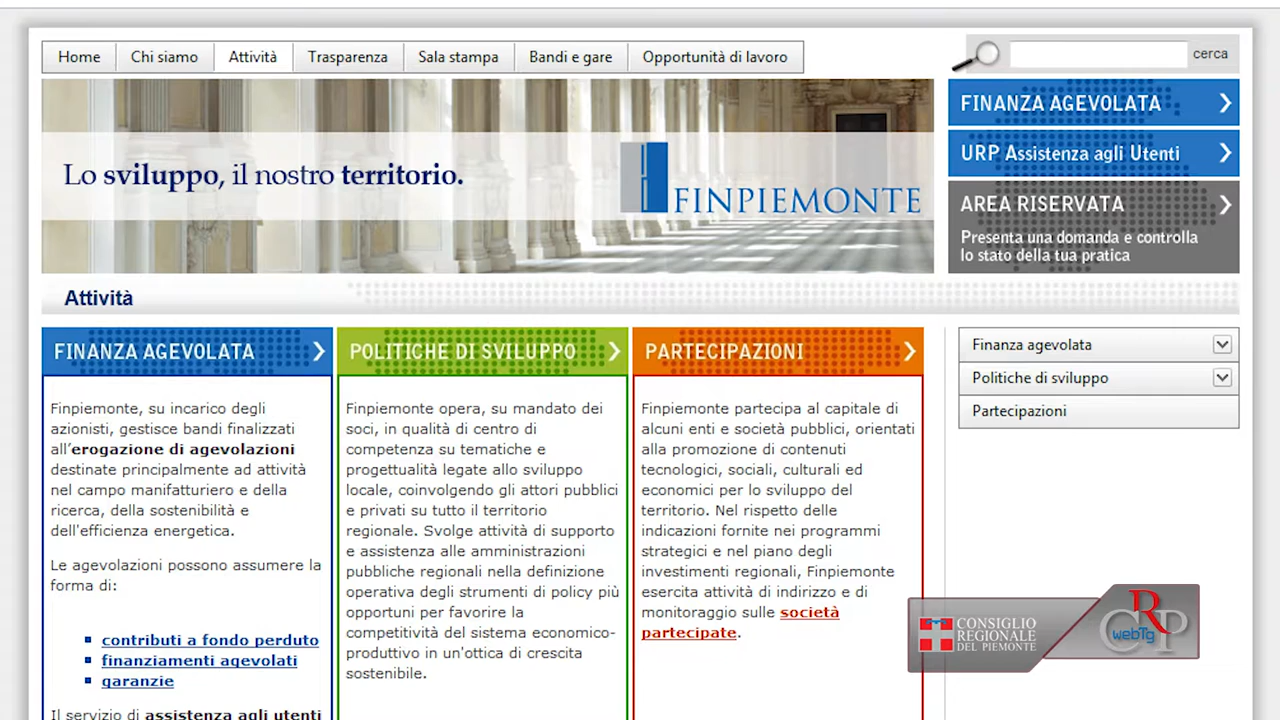 Home
Chi siamo
Attività
Trasparenza
Sala stampa
Bandi e gare
Opportunità di lavoro
cerca
Lo sviluppo, il nostro territorio.
FINPIEMONTE
FINANZA AGEVOLATA
URP Assistenza agli Utenti
AREA RISERVATA
Presenta una domanda e controlla
lo stato della tua pratica
Attività
FINANZA AGEVOLATA
Finpiemonte, su incarico degli
azionisti, gestisce bandi finalizzati
all'erogazione di agevolazioni
destinate principalmente ad attività
nel campo manifatturiero e della
ricerca, della sostenibilità e
dell'efficienza energetica.
Le agevolazioni possono assumere la
forma di:
contributi a fondo perduto
finanziamenti agevolati
garanzie
Il servizio di assistenza agli utenti
POLITICHE DI SVILUPPO
Finpiemonte opera, su mandato dei
soci, in qualità di centro di
competenza su tematiche e
progettualità legate allo sviluppo
locale, coinvolgendo gli attori pubblici
e privati su tutto il territorio
regionale. Svolge attività di supporto
e assistenza alle amministrazioni
pubbliche regionali nella definizione
operativa degli strumenti di policy più
opportuni per favorire la
competitività del sistema economico-
produttivo in un'ottica di crescita
sostenibile.
PARTECIPAZIONI
Finpiemonte partecipa al capitale di
alcuni enti e società pubblici, orientati
alla promozione di contenuti
tecnologici, sociali, culturali ed
economici per lo sviluppo del
territorio. Nel rispetto delle
indicazioni fornite nei programmi
strategici e nel piano degli
investimenti regionali, Finpiemonte
esercita attività di indirizzo e di
monitoraggio sulle società
partecipate.
Finanza agevolata
Politiche di sviluppo
Partecipazioni
CONSIGLIO
REGIONALE
DEL PIEMONTE
CRP
webTg